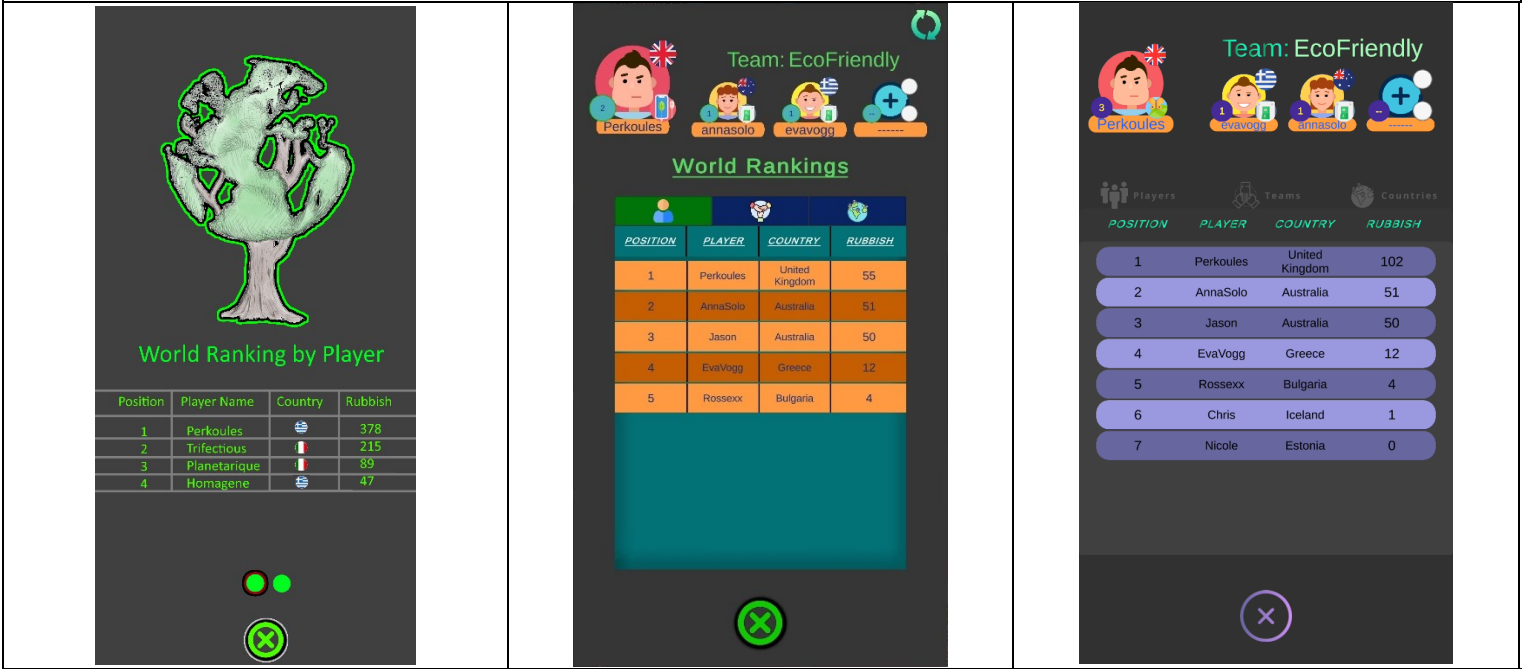 World Ranking by Player
Position Player Name Country Rubbish
1 Perkoules 378
2 Trifectious 215
3 Planetarique 89
4 Homagene 47
Team: EcoFriendly
2 1 1 --
Perkoules annasolo evavogg ------
World Rankings
POSITION PLAYER COUNTRY RUBBISH
1 Perkoules United Kingdom 55
2 AnnaSolo Australia 51
3 Jason Australia 50
4 EvaVogg Greece 12
5 Rossexx Bulgaria 4
Team: EcoFriendly
3 1 1 --
Perkoules evavogg annasolo ------
Players Teams Countries
POSITION PLAYER COUNTRY RUBBISH
1 Perkoules United Kingdom 102
2 AnnaSolo Australia 51
3 Jason Australia 50
4 EvaVogg Greece 12
5 Rossexx Bulgaria 4
6 Chris Iceland 1
7 Nicole Estonia 0